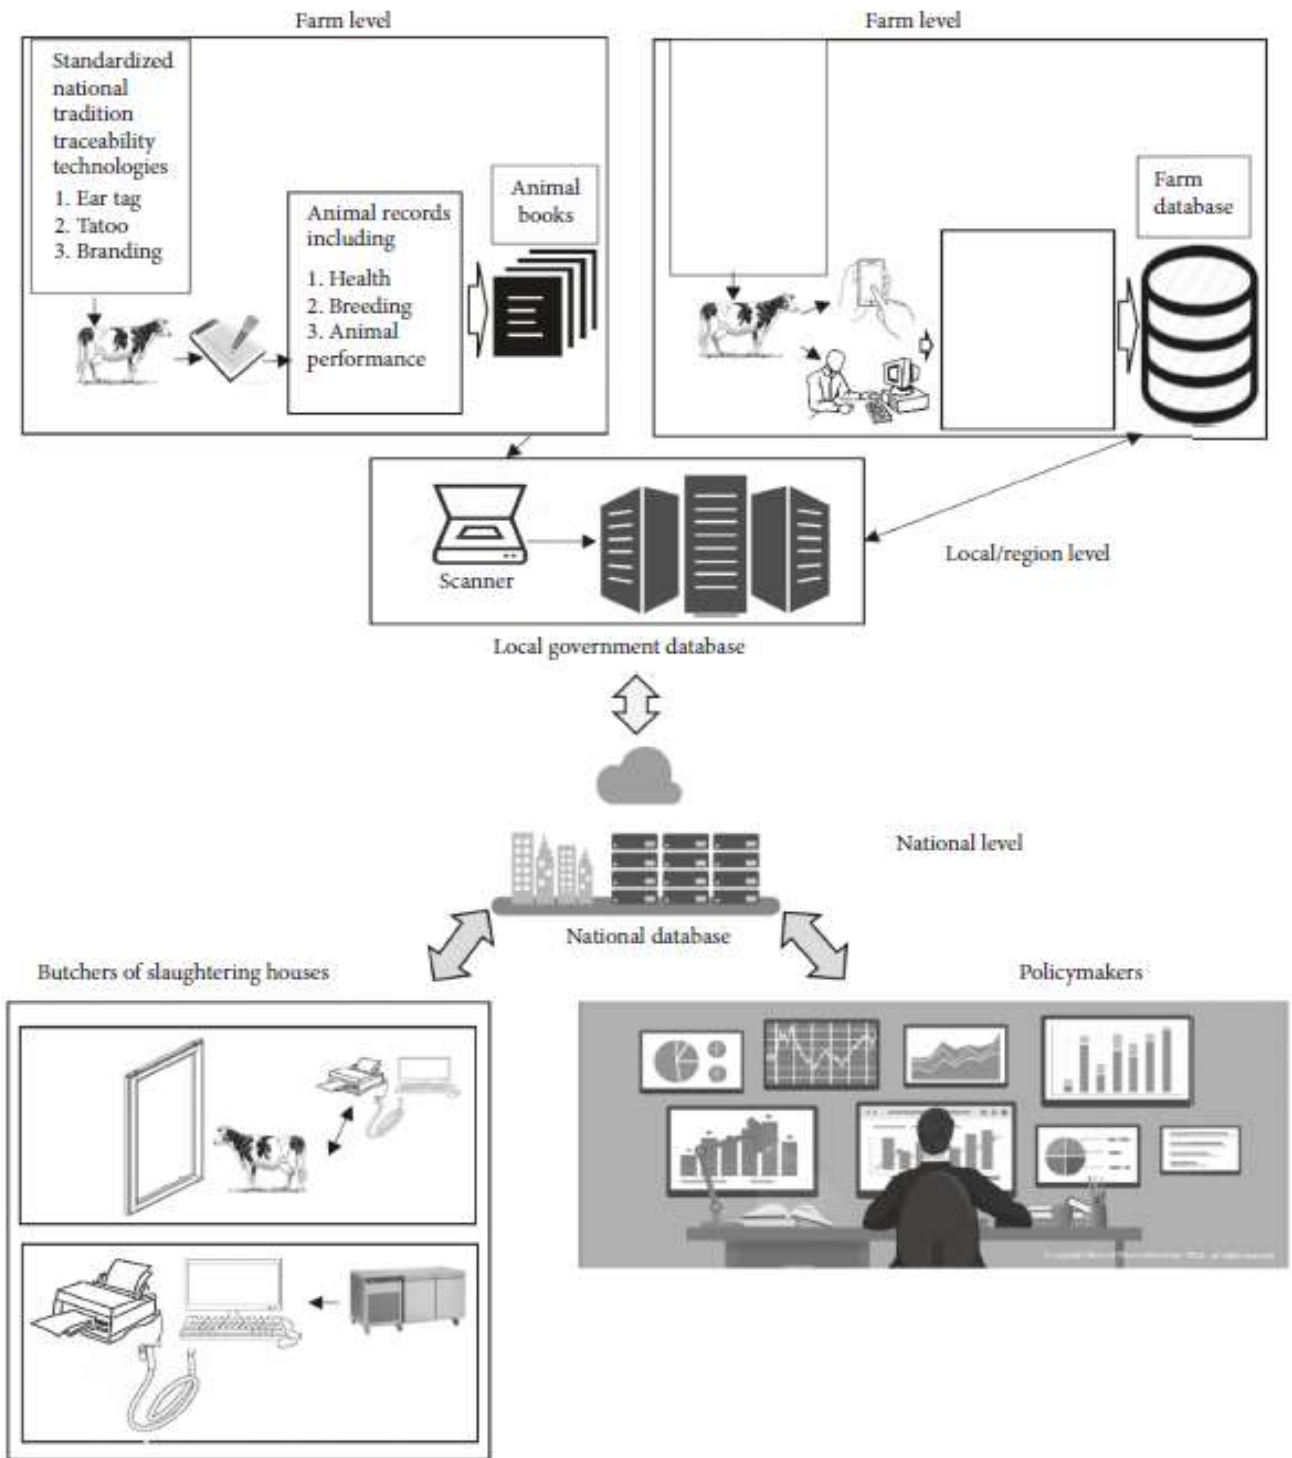 Farm level
Standardized
national
tradition
traceability
technologies
1. Ear tag
2. Tatoo
3. Branding
Animal records
including
1. Health
2. Breeding
3. Animal
performance
Animal
books
Farm level
Farm
database
Scanner
Local government database
Local/region level
National level
National database
Butchers of slaughtering houses
Policymakers